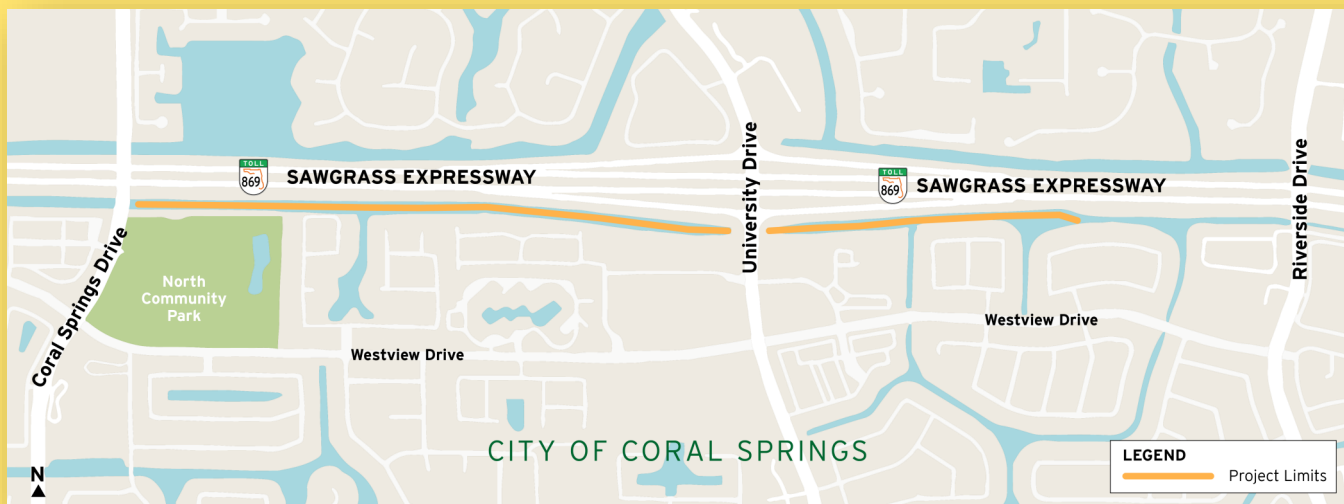 TOLL
869
SAWGRASS EXPRESSWAY
TOLL
869
SAWGRASS EXPRESSWAY
University Drive
Riverside Drive
Coral Springs Drive
North
Community
Park
Westview Drive
Westview Drive
CITY OF CORAL SPRINGS
N
LEGEND
Project Limits